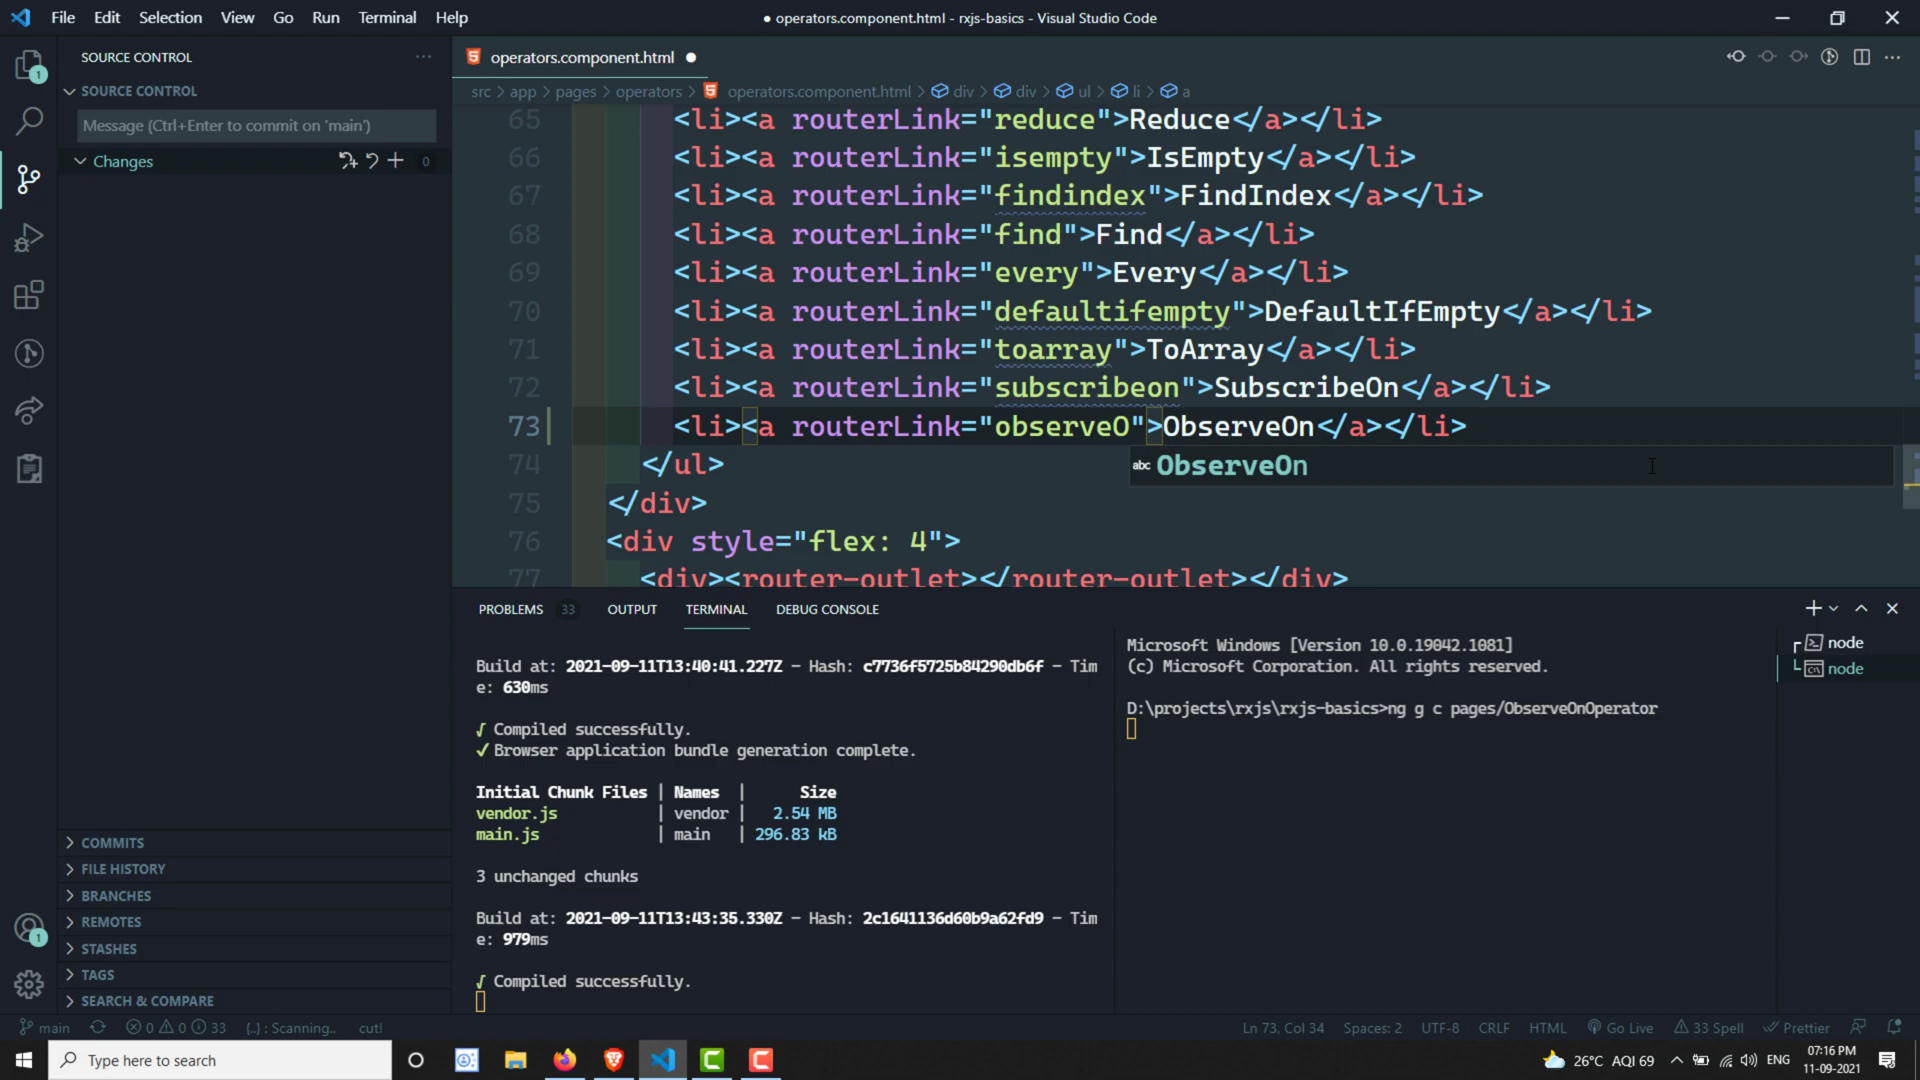 File Edit Selection View Go Run Terminal Help
● operators.component.html - rxjs-basics - Visual Studio Code
SOURCE CONTROL
SOURCE CONTROL
Message (Ctrl+Enter to commit on 'main')
Changes 0
operators.component.html
src > app > pages > operators > operators.component.html > div > div > ul > li > a
65 <li><a routerLink="reduce">Reduce</a></li>
66 <li><a routerLink="isempty">IsEmpty</a></li>
67 <li><a routerLink="findindex">FindIndex</a></li>
68 <li><a routerLink="find">Find</a></li>
69 <li><a routerLink="every">Every</a></li>
70 <li><a routerLink="defaultifempty">DefaultIfEmpty</a></li>
71 <li><a routerLink="toarray">ToArray</a></li>
72 <li><a routerLink="subscribeon">SubscribeOn</a></li>
73 <li><a routerLink="observeO">ObserveOn</a></li>
74 </ul>
abc ObserveOn
75 </div>
76 <div style="flex: 4">
77 <div><router-outlet></router-outlet></div>
PROBLEMS 33 OUTPUT TERMINAL DEBUG CONSOLE
Build at: 2021-09-11T13:40:41.227Z - Hash: c7736f5725b84290db6f - Tim
e: 630ms
√ Compiled successfully.
✓ Browser application bundle generation complete.
Initial Chunk Files | Names | Size
vendor.js | vendor | 2.54 MB
main.js | main | 296.83 kB
3 unchanged chunks
Build at: 2021-09-11T13:43:35.330Z - Hash: 2c1641136d60b9a62fd9 - Tim
e: 979ms
√ Compiled successfully.
Microsoft Windows [Version 10.0.19042.1081]
(c) Microsoft Corporation. All rights reserved.
D:\projects\rxjs\rxjs-basics>ng g c pages/ObserveOnOperator
node
node
COMMITS
FILE HISTORY
BRANCHES
REMOTES
STASHES
TAGS
SEARCH & COMPARE
1
1
main 0 0 33 {..} : Scanning.. cut!
Ln 73, Col 34 Spaces: 2 UTF-8 CRLF HTML Go Live 33 Spell Prettier
Type here to search
26°C AQI 69 ENG
07:16 PM
11-09-2021